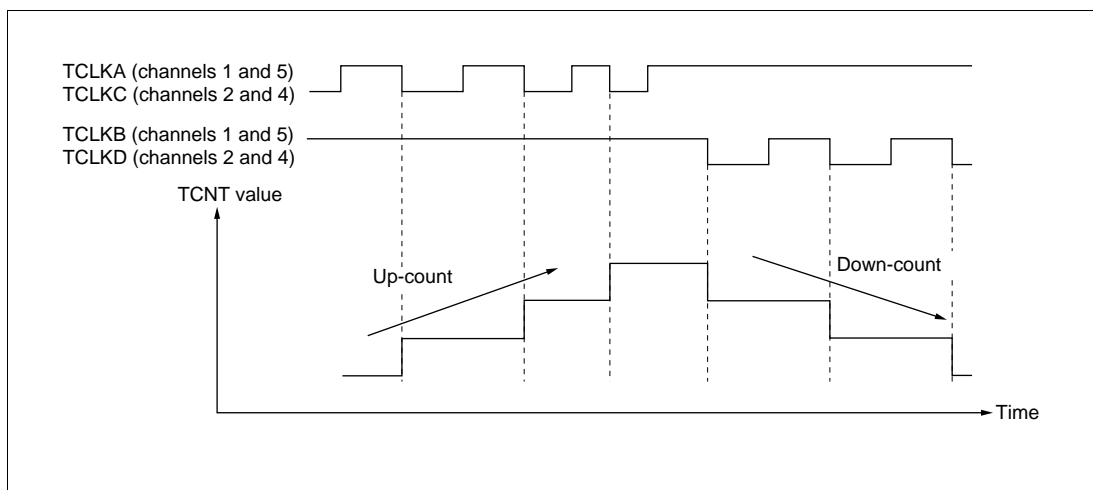 TCLKA (channels 1 and 5)
TCLKC (channels 2 and 4)
TCLKB (channels 1 and 5)
TCLKD (channels 2 and 4)
TCNT value
Up-count
Down-count
Time